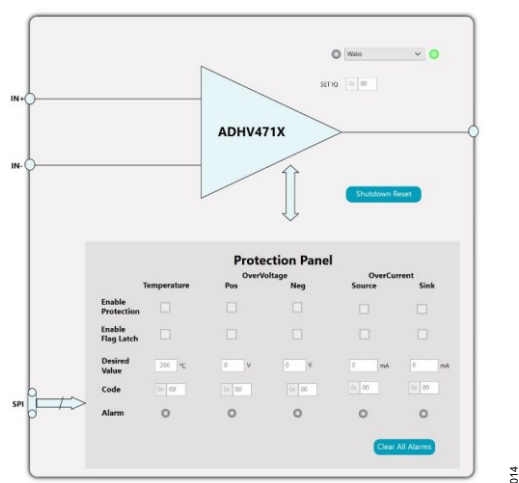 Wake
SET IQ 0x 00
IN+
ADHV471X
IN-
Shutdown Reset
Protection Panel
OverVoltage OverCurrent
Temperature Pos Neg Source Sink
Enable
Protection
Enable
Flag Latch
Desired
Value -266 °C 0 V 0 V 0 mA 0 mA
Code 0x 00 0x 00 0x 00 0x 00 0x 00
SPI
Alarm
Clear All Alarms
014